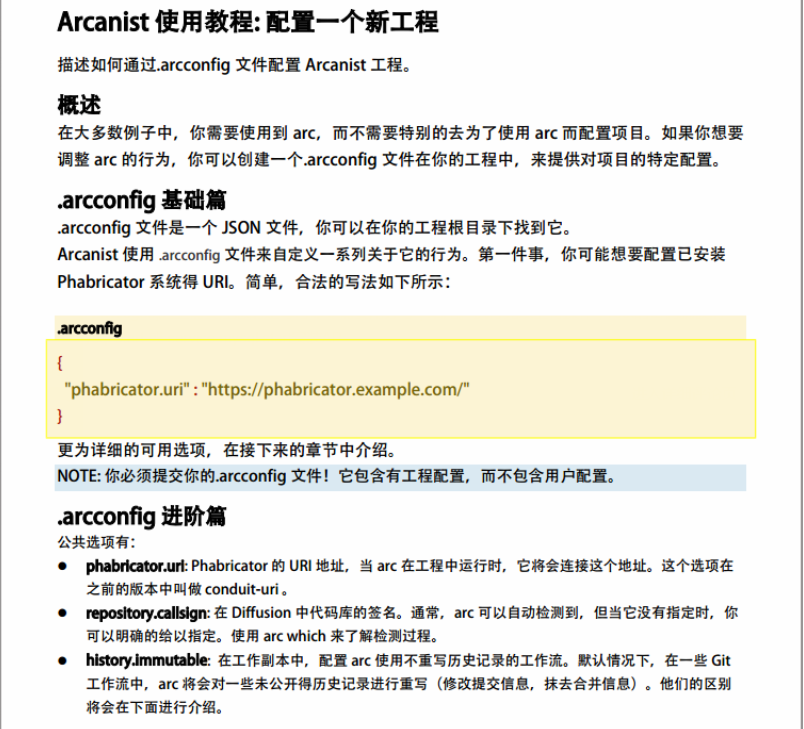 Arcanist 使用教程: 配置一个新工程
描述如何通过.arcconfig 文件配置 Arcanist 工程。
概述
在大多数例子中，你需要使用到 arc，而不需要特别的去为了使用 arc 而配置项目。如果你想要
调整 arc 的行为，你可以创建一个.arcconfig 文件在你的工程中，来提供对项目的特定配置。
.arcconfig 基础篇
.arcconfig 文件是一个 JSON 文件，你可以在你的工程根目录下找到它。
Arcanist 使用 .arcconfig 文件来自定义一系列关于它的行为。第一件事，你可能想要配置已安装
Phabricator 系统得 URI。简单，合法的写法如下所示：
.arcconfig
{
"phabricator.uri" : "https://phabricator.example.com/"
}
更为详细的可用选项，在接下来的章节中介绍。
NOTE: 你必须提交你的.arcconfig 文件！它包含有工程配置，而不包含用户配置。
.arcconfig 进阶篇
公共选项有：
● phabricator.uri: Phabricator 的 URI 地址，当 arc 在工程中运行时，它将会连接这个地址。这个选项在
之前的版本中叫做 conduit-uri 。
● repository.callsign: 在 Diffusion 中代码库的签名。通常，arc 可以自动检测到，但当它没有指定时，你
可以明确的给以指定。使用 arc which 来了解检测过程。
● history.immutable: 在工作副本中，配置 arc 使用不重写历史记录的工作流。默认情况下，在一些 Git
工作流中，arc 将会对一些未公开得历史记录进行重写（修改提交信息，抹去合并信息）。他们的区别
将会在下面进行介绍。